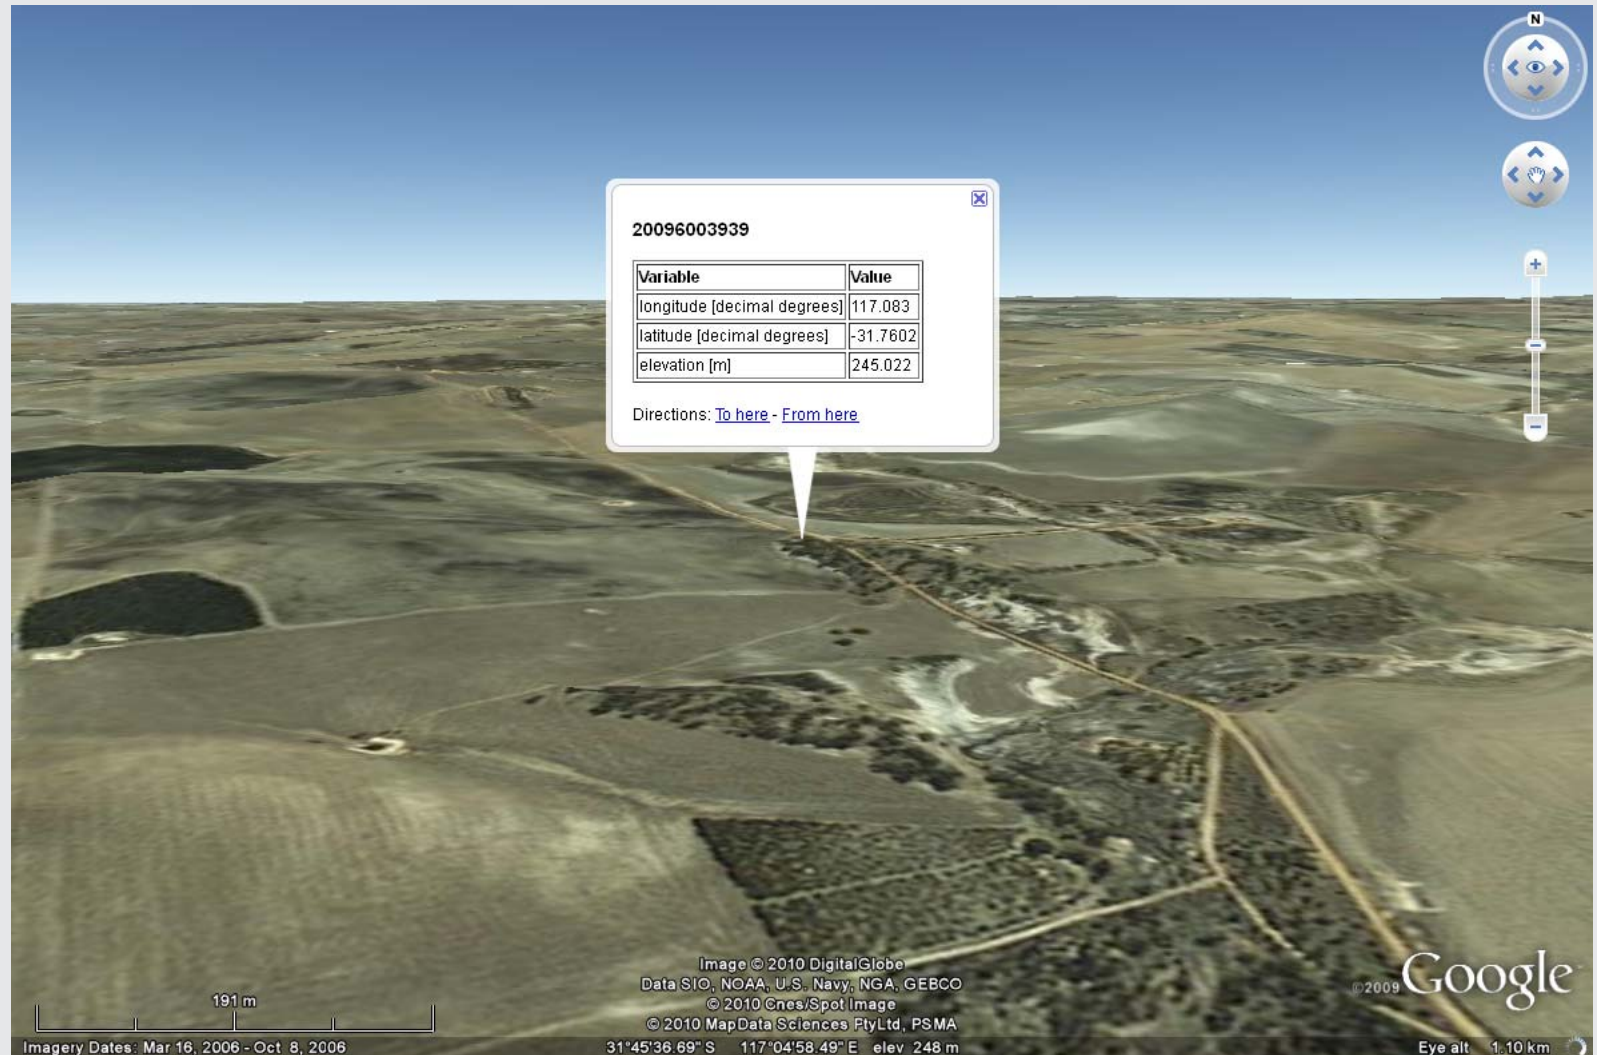 N
20096003939
Variable Value
longitude [decimal degrees] 117.083
latitude [decimal degrees] -31.7602
elevation [m] 245.022
Directions: To here - From here
Image © 2010 DigitalGlobe
Data SIO, NOAA, U.S. Navy, NGA, GEBCO
© 2010 Cnes/Spot Image
© 2010 MapData Sciences PtyLtd, PSMA
©2009 Google
191 m
Imagery Dates: Mar 16, 2006 - Oct 8, 2006 31°45'36.69" S 117°04'58.49" E elev 248 m Eye alt 1.10 km